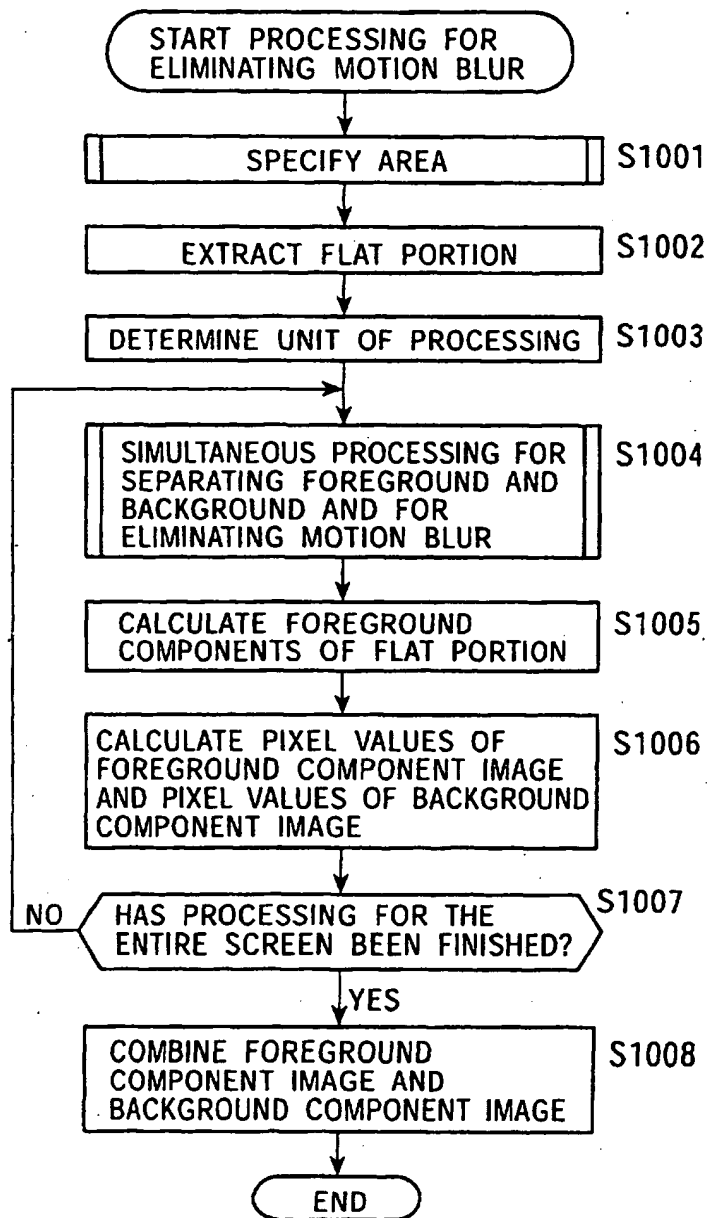 START PROCESSING FOR
ELIMINATING MOTION BLUR
SPECIFY AREA
S1001
EXTRACT FLAT PORTION
S1002
DETERMINE UNIT OF PROCESSING
S1003
SIMULTANEOUS PROCESSING FOR
SEPARATING FOREGROUND AND
BACKGROUND AND FOR
ELIMINATING MOTION BLUR
S1004
CALCULATE FOREGROUND
COMPONENTS OF FLAT PORTION
S1005
CALCULATE PIXEL VALUES OF
FOREGROUND COMPONENT IMAGE
AND PIXEL VALUES OF BACKGROUND
COMPONENT IMAGE
S1006
HAS PROCESSING FOR THE
ENTIRE SCREEN BEEN FINISHED?
S1007
NO
YES
COMBINE FOREGROUND
COMPONENT IMAGE AND
BACKGROUND COMPONENT IMAGE
S1008
END